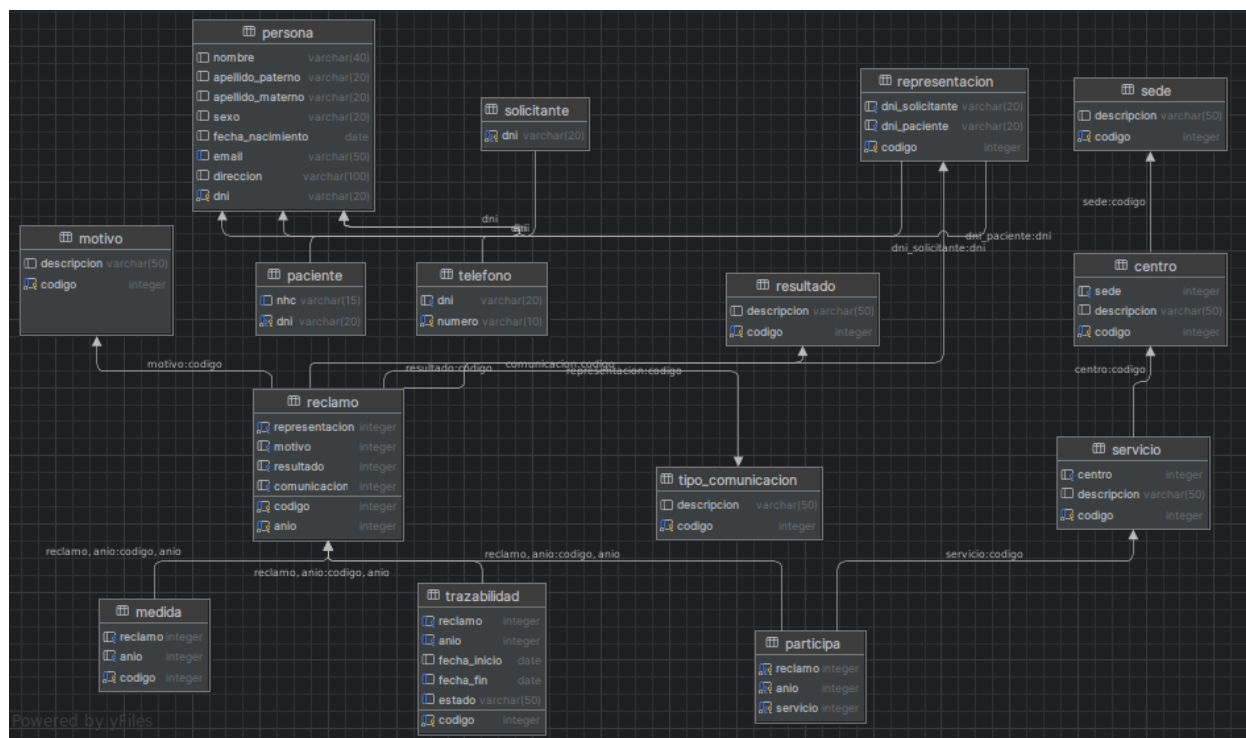 persona
nombre varchar(40)
apellido_paterno varchar(20)
apellido_materno varchar(20)
sexo varchar(20)
fecha_nacimiento date
email varchar(50)
direccion varchar(100)
dni varchar(20)
solicitante
dni varchar(20)
representacion
dni_solicitante varchar(20)
dni_paciente varchar(20)
codigo integer
sede
descripcion varchar(50)
codigo integer
sede:codigo
dni
dni_paciente:dni
dni_solicitante:dni
motivo
descripcion varchar(50)
codigo integer
paciente
nhc varchar(15)
dni varchar(20)
telefono
dni varchar(20)
numero varchar(10)
resultado
descripcion varchar(50)
codigo integer
centro
sede integer
descripcion varchar(50)
codigo integer
motivo:codigo
resultado:codigo
comunicacion:codigo
representacion:codigo
centro:codigo
reclamo
representacion integer
motivo integer
resultado integer
comunicacion integer
codigo integer
anio integer
tipo_comunicacion
descripcion varchar(50)
codigo integer
servicio
centro integer
descripcion varchar(50)
codigo integer
reclamo, anio:codigo, anio
reclamo, anio:codigo, anio
reclamo, anio:codigo, anio
servicio:codigo
medida
reclamo integer
anio integer
codigo integer
trazabilidad
reclamo integer
anio integer
fecha_inicio date
fecha_fin date
estado varchar(50)
codigo integer
participa
reclamo integer
anio integer
servicio integer
Powered by yFiles